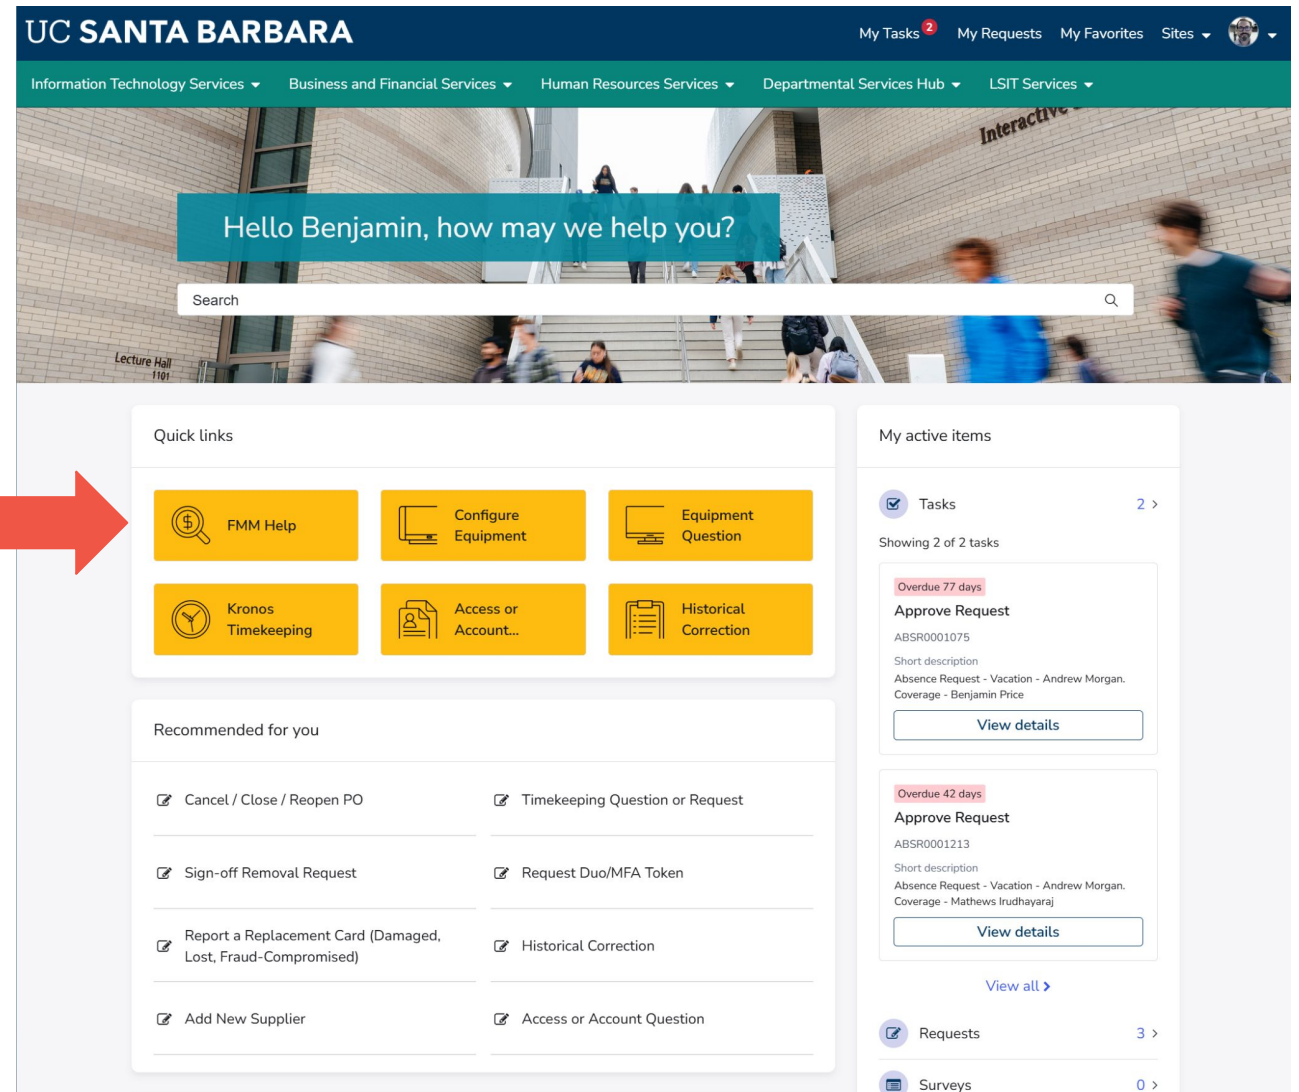 UC SANTA BARBARA
My Tasks 2 My Requests My Favorites Sites
Information Technology Services Business and Financial Services Human Resources Services Departmental Services Hub LSIT Services
Interactive
Hello Benjamin, how may we help you?
Search
Lecture Hall
1101
Quick links
FMM Help
Configure
Equipment
Equipment
Question
Kronos
Timekeeping
Access or
Account...
Historical
Correction
Recommended for you
Cancel / Close / Reopen PO
Timekeeping Question or Request
Sign-off Removal Request
Request Duo/MFA Token
Report a Replacement Card (Damaged,
Lost, Fraud-Compromised)
Historical Correction
Add New Supplier
Access or Account Question
My active items
Tasks 2 >
Showing 2 of 2 tasks
Overdue 77 days
Approve Request
ABSR0001075
Short description
Absence Request - Vacation - Andrew Morgan.
Coverage - Benjamin Price
View details
Overdue 42 days
Approve Request
ABSR0001213
Short description
Absence Request - Vacation - Andrew Morgan.
Coverage - Mathews Irudhayaraj
View details
View all >
Requests 3 >
Surveys 0 >